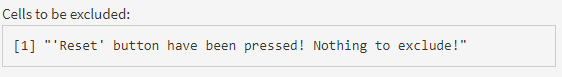 Cells to be excluded:
[1] "'Reset' button have been pressed! Nothing to exclude!"